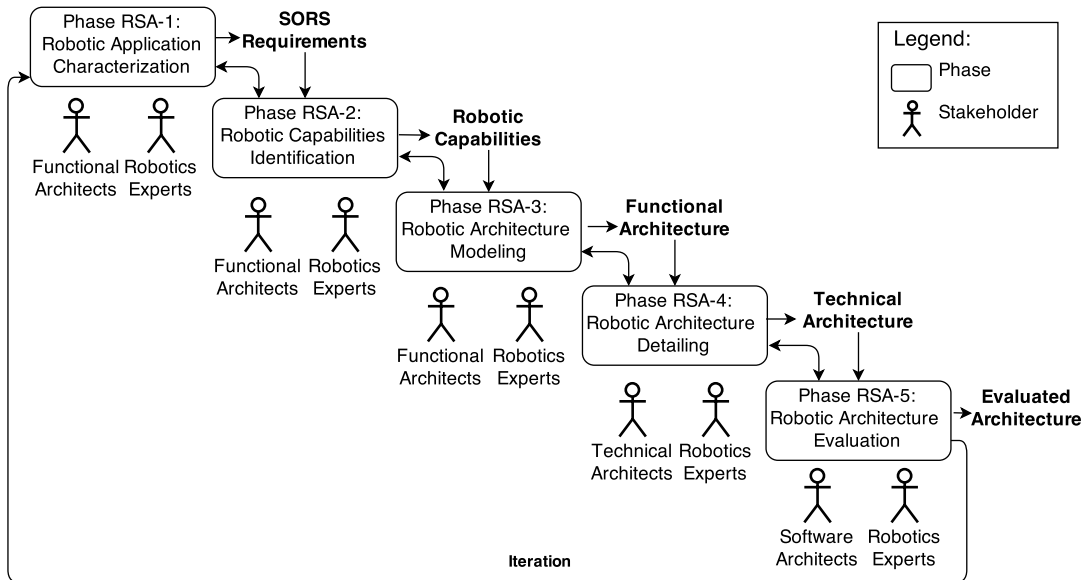 Phase RSA-1:
Robotic Application
Characterization
SORS
Requirements
Legend:
Phase
Stakeholder
Functional
Architects
Robotics
Experts
Phase RSA-2:
Robotic Capabilities
Identification
Robotic
Capabilities
Functional
Architects
Robotics
Experts
Phase RSA-3:
Robotic Architecture
Modeling
Functional
Architecture
Functional
Architects
Robotics
Experts
Phase RSA-4:
Robotic Architecture
Detailing
Technical
Architecture
Technical
Architects
Robotics
Experts
Phase RSA-5:
Robotic Architecture
Evaluation
Evaluated
Architecture
Software
Architects
Robotics
Experts
Iteration